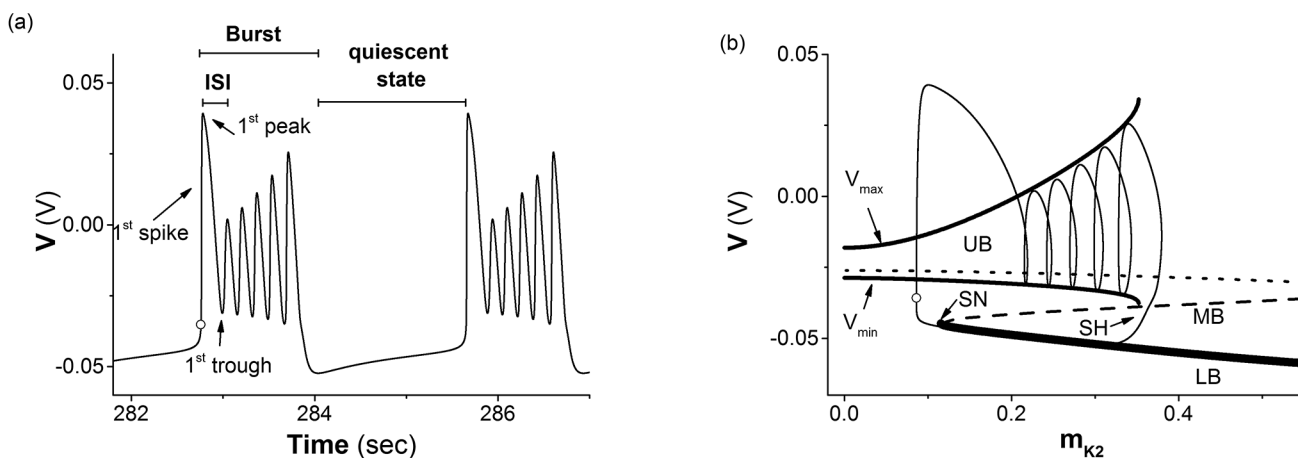 (a)
Burst
quiescent
state
ISI
1st peak
1st spike
1st trough
V (V)
0.05
0.00
-0.05
282
284
286
Time (sec)
(b)
V (V)
0.05
0.00
-0.05
Vmax
UB
Vmin
SN
SH
MB
LB
0.0
0.2
0.4
mK2